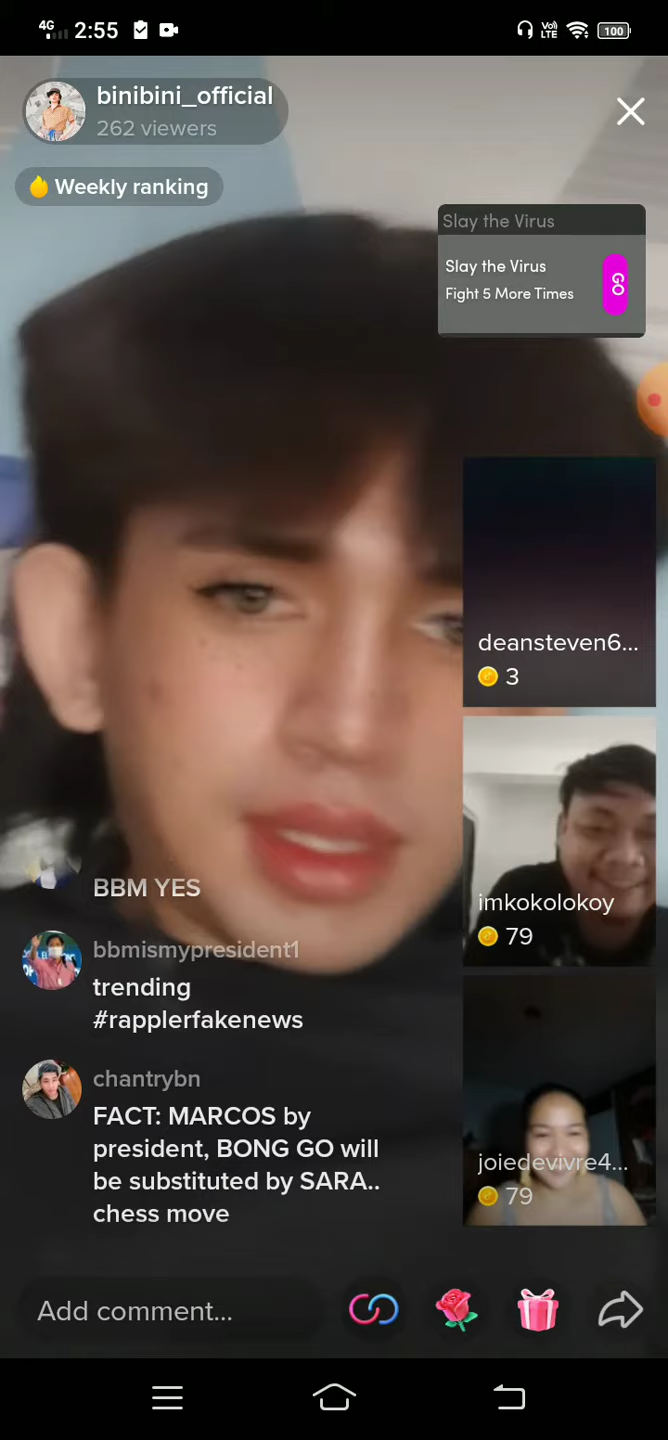 4G 2:55 Vo) LTE 100
binibini_official
262 viewers
Weekly ranking
Slay the Virus
Slay the Virus
Fight 5 More Times
GO
deansteven6...
3
imkokolokoy
79
joiedevivre4...
79
BBM YES
bbmismypresident1
trending
#rapplerfakenews
chantrybn
FACT: MARCOS by
president, BONG GO will
be substituted by SARA..
chess move
Add comment...